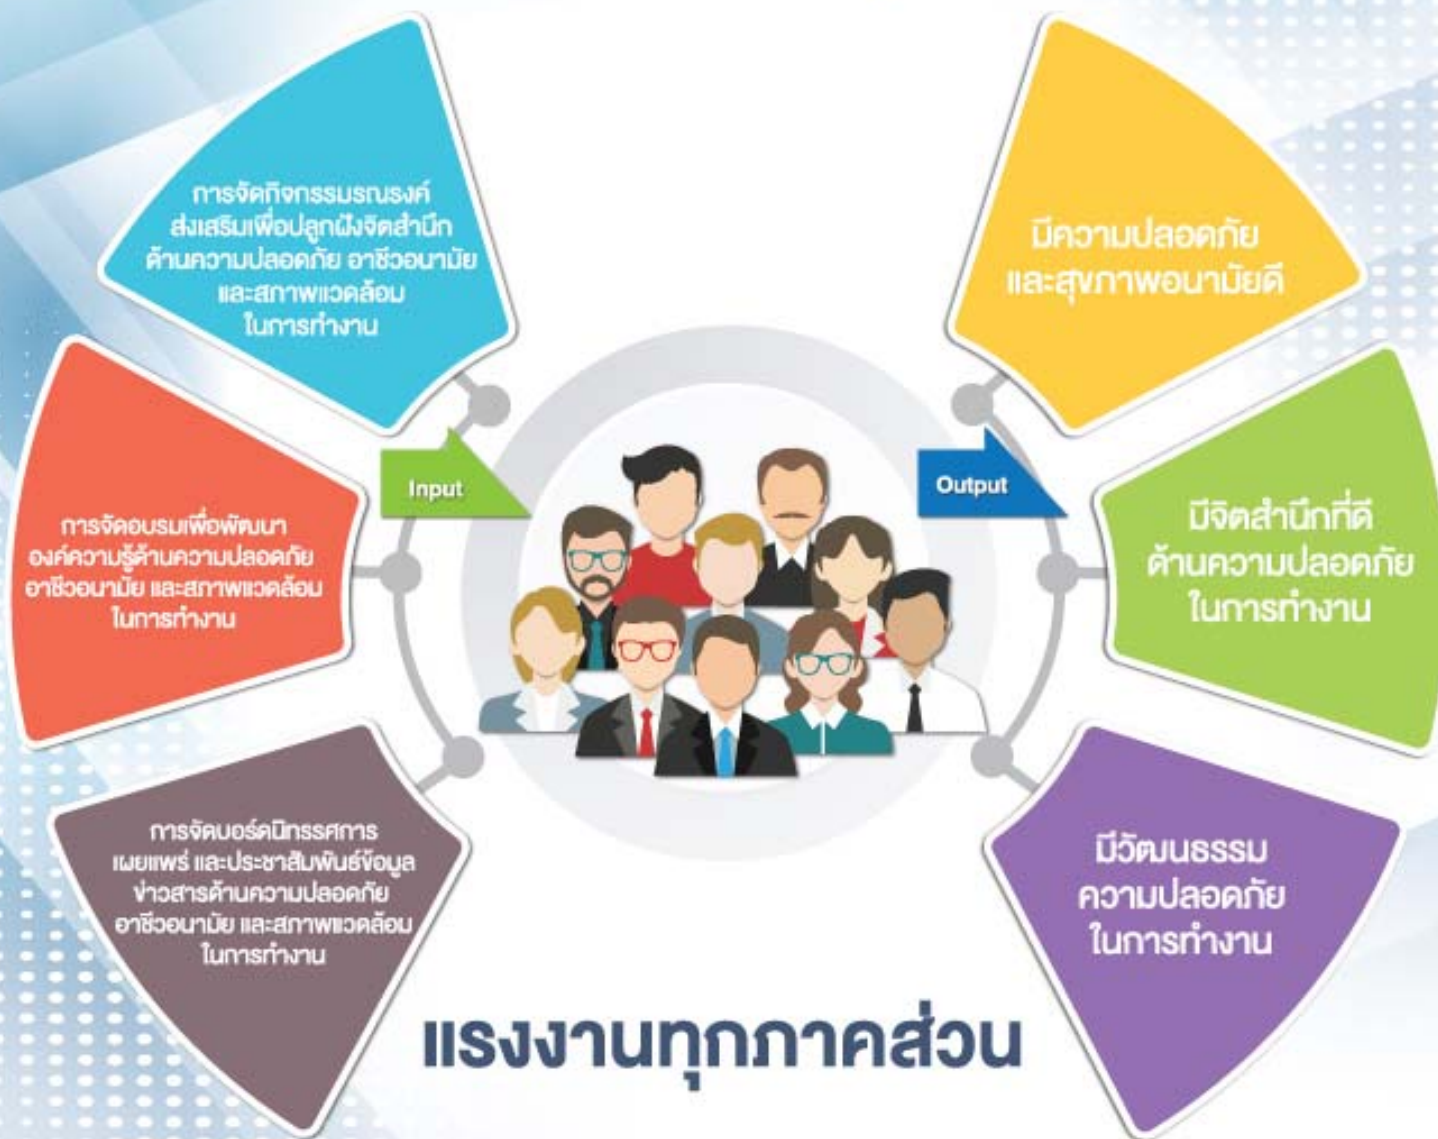 การจัดกิจกรรมรณรงค์
ส่งเสริมเพื่อปลูกฝังจิตสำนึก
ด้านความปลอดภัย อาชีวอนามัย
และสภาพแวดล้อม
ในการทำงาน
การจัดอบรมเพื่อพัฒนา
องค์ความรู้ด้านความปลอดภัย
อาชีวอนามัย และสภาพแวดล้อม
ในการทำงาน
การจัดบอร์ดนิทรรศการ
เผยแพร่ และประชาสัมพันธ์ข้อมูล
ข่าวสารด้านความปลอดภัย
อาชีวอนามัย และสภาพแวดล้อม
ในการทำงาน
Input
Output
มีความปลอดภัย
และสุขภาพอนามัยดี
มีจิตสำนึกที่ดี
ด้านความปลอดภัย
ในการทำงาน
มีวัฒนธรรม
ความปลอดภัย
ในการทำงาน
แรงงานทุกภาคส่วน